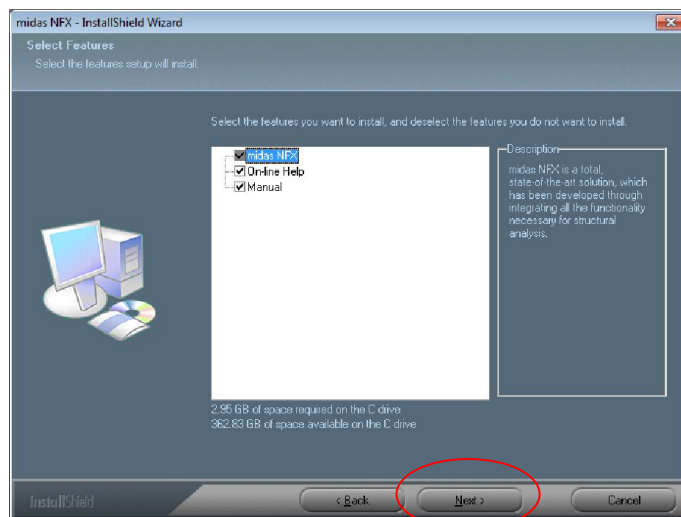 midas NFX - InstallShield Wizard
Select Features
Select the features setup will install.
Select the features you want to install, and deselect the features you do not want to install.
midas NFX
On-line Help
Manual
Description
midas NFX is a total,
state-of-the-art solution, which
has been developed through
integrating all the functionality
necessary for structural
analysis.
2.95 GB of space required on the C drive
362.83 GB of space available on the C drive
InstallShield
< Back
Next >
Cancel